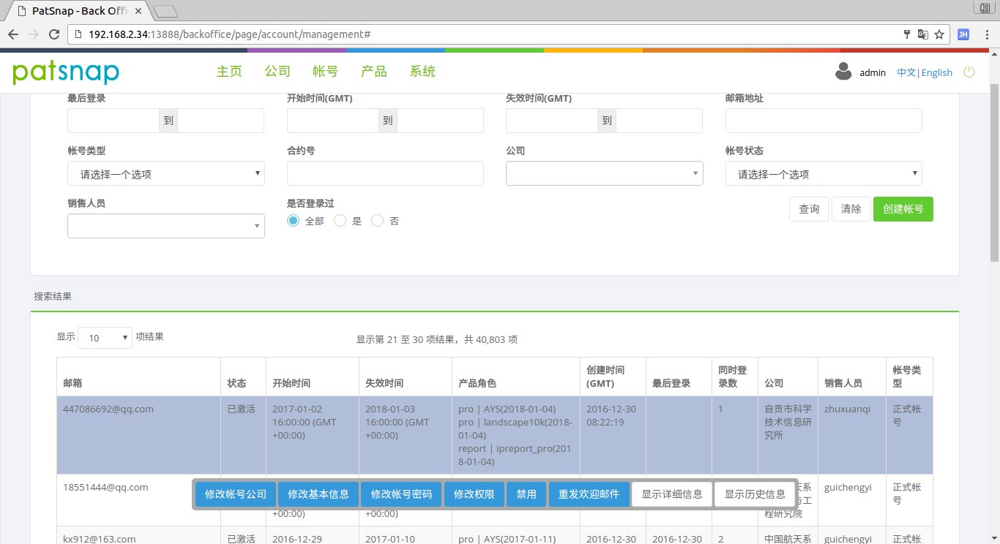 PatSnap - Back Offi
192.168.2.34:13888/backoffice/page/account/management#
JH
patsnap
主页 公司 帐号 产品 系统
admin 中文|English
最后登录 开始时间(GMT) 失效时间(GMT) 邮箱地址
到 到 到
帐号类型 合约号 公司 帐号状态
请选择一个选项 请选择一个选项
销售人员 是否登录过
全部 是 否
查询 清除 创建帐号
搜索结果
显示 10 项结果 显示第 21 至 30 项结果，共 40,803 项
邮箱 状态 开始时间 失效时间 产品角色 创建时间(GMT) 最后登录 同时登录数 公司 销售人员 帐号类型
447086692@qq.com 已激活 2017-01-02 2018-01-03 pro | AYS(2018-01-04) 2016-12-30 1 自贡市科学 zhuxuanqi 正式帐
16:00:00 (GMT 16:00:00 (GMT pro | landscape10k(2018- 08:22:19 技术信息研 号
+00:00) +00:00) 01-04) 究所
report | ipreport_pro(201
8-01-04)
18551444@qq.com guichengyi 正式帐
修改帐号公司 修改基本信息 修改帐号密码 修改权限 禁用 重发欢迎邮件 显示详细信息 显示历史信息
号
+00:00) +00:00) 程研究院
kx912@163.com 已激活 2016-12-29 2017-01-10 pro | AYS(2017-01-11) 2016-12-30 2016-12-30 2 中国航天系 guichengyi 正式帐